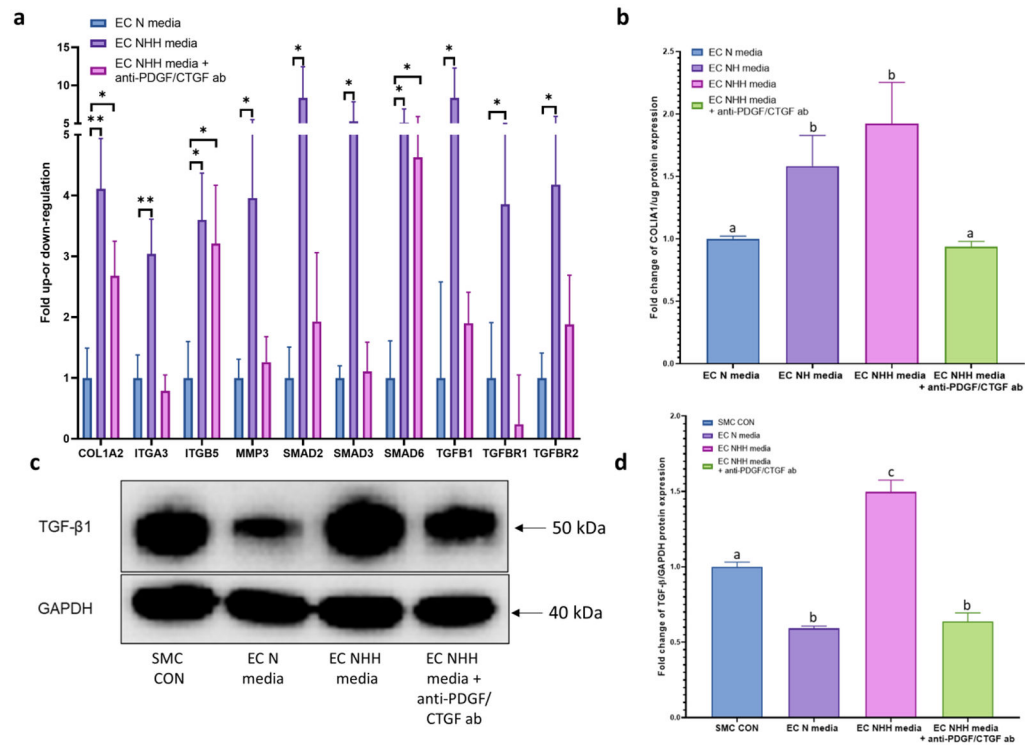 a
EC N media
EC NHH media
EC NHH media +
anti-PDGF/CTGF ab
Fold up-or down-regulation
15
10
5
5
4
3
2
1
0
*
**
*
**
*
*
*
*
*
*
*
*
*
*
COL1A2 ITGA3 ITGB5 MMP3 SMAD2 SMAD3 SMAD6 TGFB1 TGFBR1 TGFBR2
b
EC N media
EC NH media
EC NHH media
EC NHH media
+ anti-PDGF/CTGF ab
Fold change of COLIA1/ug protein expression
2.5
2.0
1.5
1.0
0.5
0.0
a
b
b
a
EC N media EC NH media EC NHH media EC NHH media
+ anti-PDGF/CTGF ab
c
TGF-β1
50 kDa
GAPDH
40 kDa
SMC
CON
EC N
media
EC NHH
media
EC NHH
media +
anti-PDGF/
CTGF ab
d
SMC CON
EC N media
EC NHH media
EC NHH media
+ anti-PDGF/CTGF ab
Fold change of TGF-β/GAPDH protein expression
2.0
1.5
1.0
0.5
0.0
a
b
c
b
SMC CON EC N media EC NHH media EC NHH media
+ anti-PDGF/CTGF ab